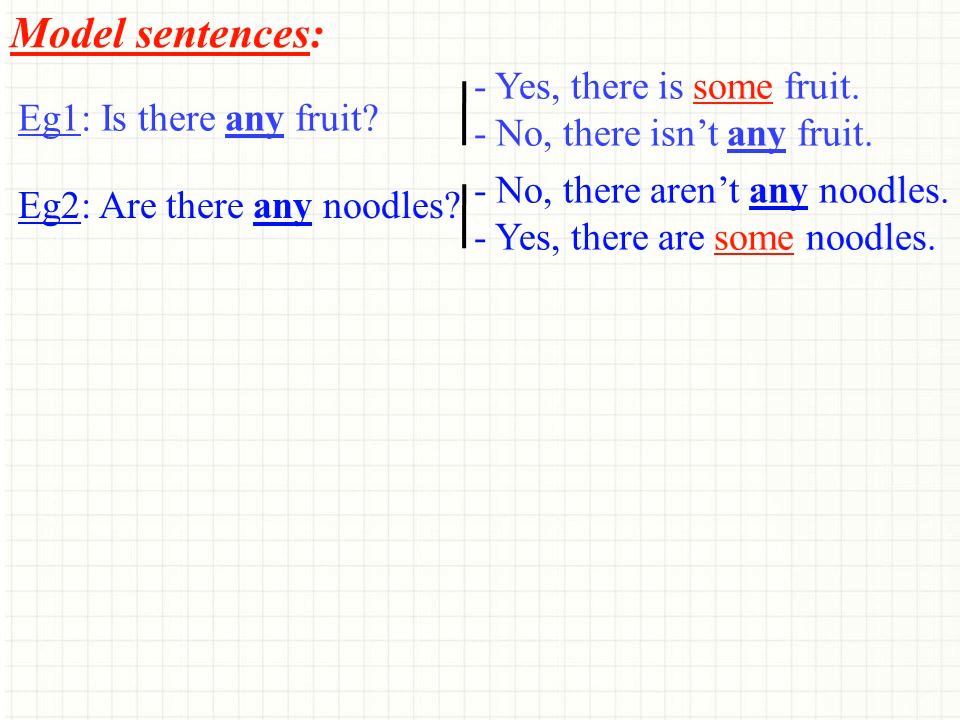 Model sentences:
- Yes, there is some fruit.
Eg1: Is there any fruit?
- No, there isn’t any fruit.
- No, there aren’t any noodles.
Eg2: Are there any noodles?
- Yes, there are some noodles.